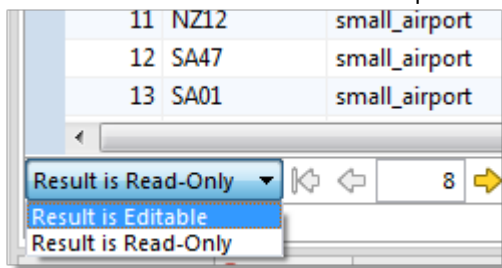 11 NZ12 small_airport
12 SA47 small_airport
13 SA01 small_airport
Result is Read-Only 8
Result is Editable
Result is Read-Only